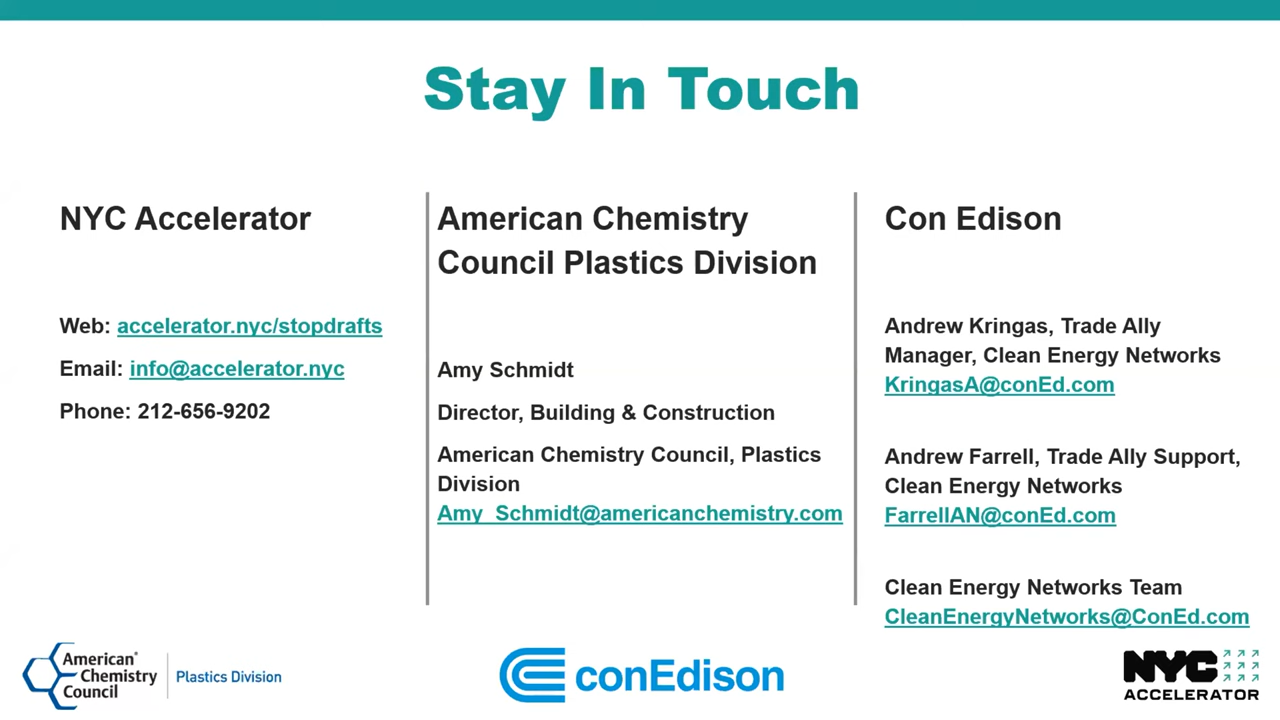 Stay In Touch
NYC Accelerator
Web: accelerator.nyc/stopdrafts
Email: info@accelerator.nyc
Phone: 212-656-9202
American Chemistry
Council Plastics Division
Amy Schmidt
Director, Building & Construction
American Chemistry Council, Plastics
Division
Amy_Schmidt@americanchemistry.com
Con Edison
Andrew Kringas, Trade Ally
Manager, Clean Energy Networks
KringasA@conEd.com
Andrew Farrell, Trade Ally Support,
Clean Energy Networks
FarrellAN@conEd.com
Clean Energy Networks Team
CleanEnergyNetworks@ConEd.com
American®
Chemistry
Council
Plastics Division
conEdison
NYC
ACCELERATOR